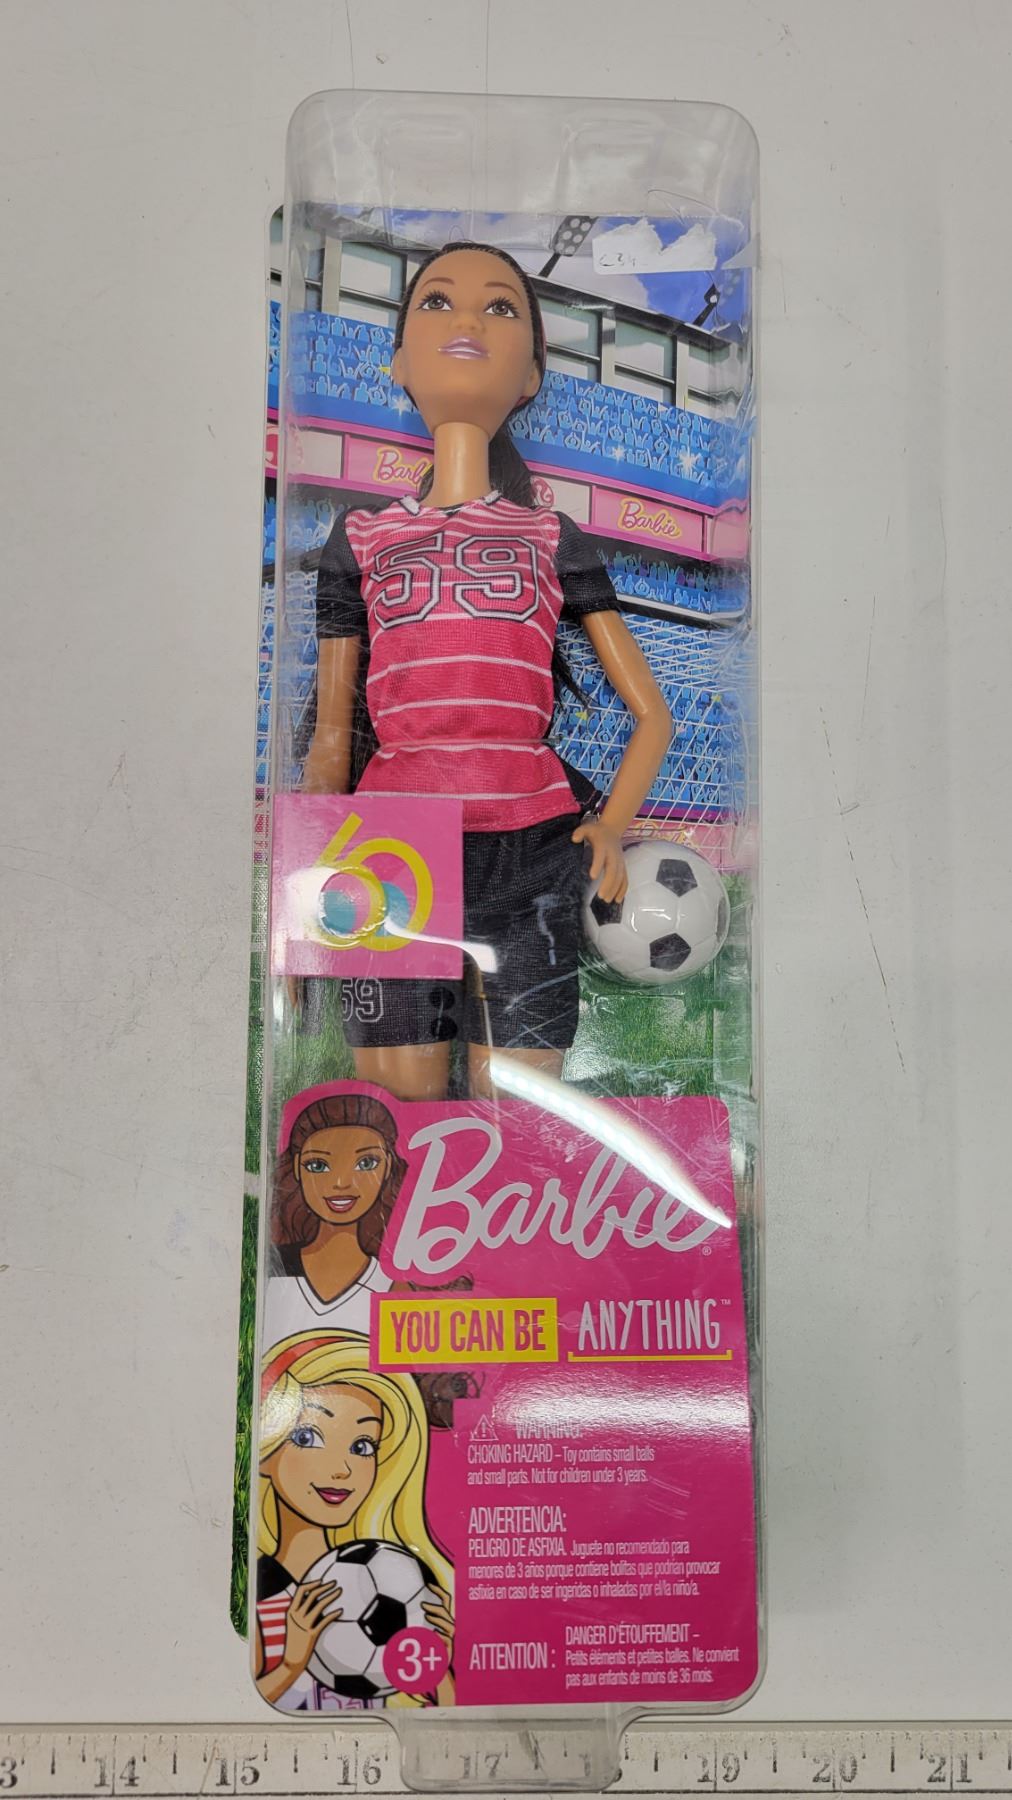 Barbie
59
60
59
Barbie®
YOU CAN BE ANYTHING™
WARNING:
CHOKING HAZARD – Toy contains small balls
and small parts. Not for children under 3 years.
ADVERTENCIA:
PELIGRO DE ASFIXIA. Juguete no recomendado para
menores de 3 años porque contiene bolitas que podrían provocar
asfixia en caso de ser ingeridas o inhaladas por el/la niño/a.
ATTENTION :
DANGER D'ÉTOUFFEMENT –
Petits éléments et petites balles. Ne convient
pas aux enfants de moins de 36 mois.
3+
13 14 15 16 17 18 19 20 21